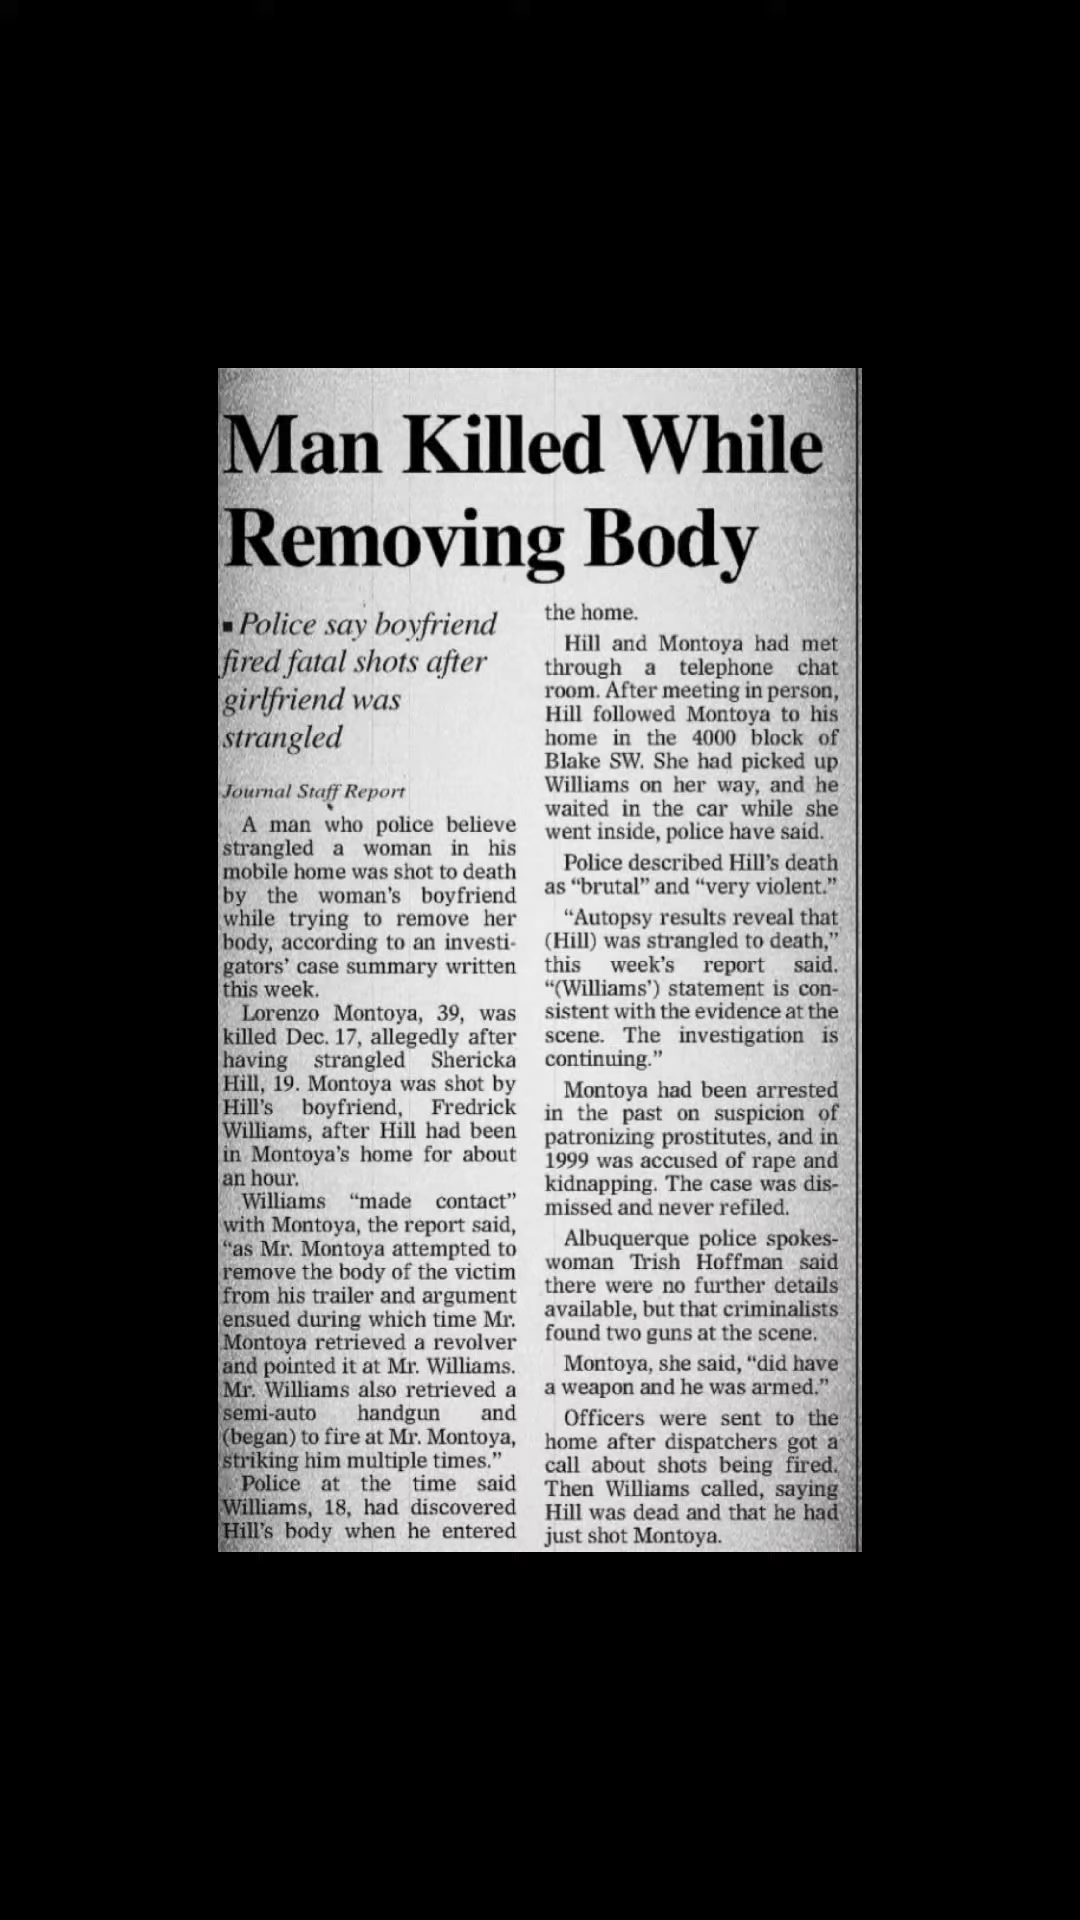 Man Killed While
Removing Body
▪ Police say boyfriend
fired fatal shots after
girlfriend was
strangled
Journal Staff Report
A man who police believe
strangled a woman in his
mobile home was shot to death
by the woman's boyfriend
while trying to remove her
body, according to an investi-
gators' case summary written
this week.
Lorenzo Montoya, 39, was
killed Dec. 17, allegedly after
having strangled Shericka
Hill, 19. Montoya was shot by
Hill's boyfriend, Fredrick
Williams, after Hill had been
in Montoya's home for about
an hour.
Williams “made contact”
with Montoya, the report said,
“as Mr. Montoya attempted to
remove the body of the victim
from his trailer and argument
ensued during which time Mr.
Montoya retrieved a revolver
and pointed it at Mr. Williams.
Mr. Williams also retrieved a
semi-auto handgun and
(began) to fire at Mr. Montoya,
striking him multiple times.”
Police at the time said
Williams, 18, had discovered
Hill's body when he entered
the home.
Hill and Montoya had met
through a telephone chat
room. After meeting in person,
Hill followed Montoya to his
home in the 4000 block of
Blake SW. She had picked up
Williams on her way, and he
waited in the car while she
went inside, police have said.
Police described Hill's death
as “brutal” and “very violent.”
“Autopsy results reveal that
(Hill) was strangled to death,”
this week's report said.
“(Williams') statement is con-
sistent with the evidence at the
scene. The investigation is
continuing.”
Montoya had been arrested
in the past on suspicion of
patronizing prostitutes, and in
1999 was accused of rape and
kidnapping. The case was dis-
missed and never refiled.
Albuquerque police spokes-
woman Trish Hoffman said
there were no further details
available, but that criminalists
found two guns at the scene.
Montoya, she said, “did have
a weapon and he was armed.”
Officers were sent to the
home after dispatchers got a
call about shots being fired.
Then Williams called, saying
Hill was dead and that he had
just shot Montoya.